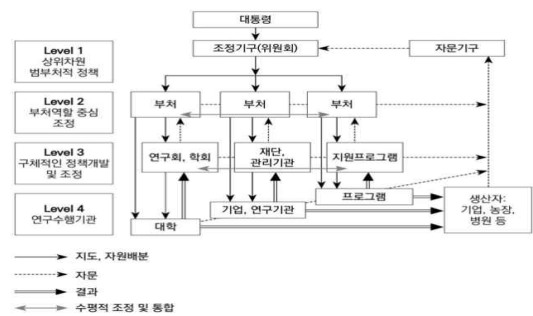 대통령
Level 1
상위차원
범부처적 정책
조정기구(위원회)
자문기구
Level 2
부처역할 중심
조정
부처
부처
부처
Level 3
구체적인 정책개발
및 조정
연구회, 학회
재단,
관리기관
지원프로그램
Level 4
연구수행기관
대학
기업, 연구기관
프로그램
생산자:
기업, 농장,
병원 등
지도, 자원배분
자문
결과
수평적 조정 및 통합